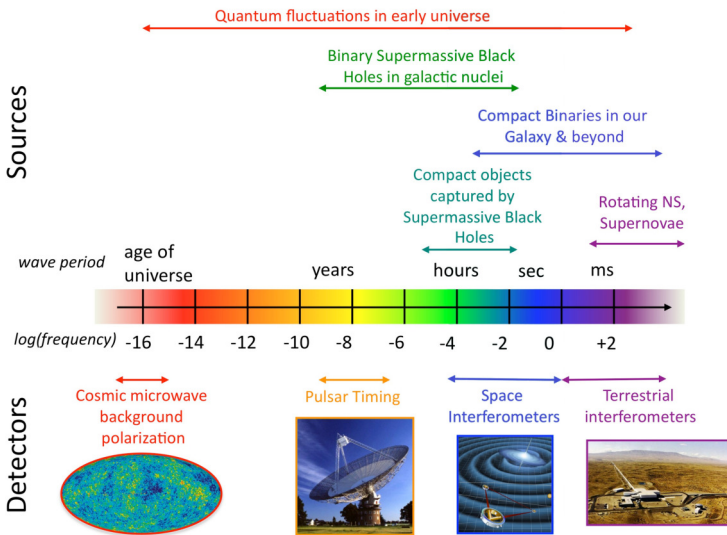 Quantum fluctuations in early universe
Binary Supermassive Black
Holes in galactic nuclei
Sources
Compact Binaries in our
Galaxy & beyond
Compact objects
captured by
Supermassive Black
Holes
Rotating NS,
Supernovae
wave period
age of
universe
years
hours
sec
ms
log(frequency)
-16
-14
-12
-10
-8
-6
-4
-2
0
+2
Detectors
Cosmic microwave
background
polarization
Pulsar Timing
Space
Interferometers
Terrestrial
interferometers